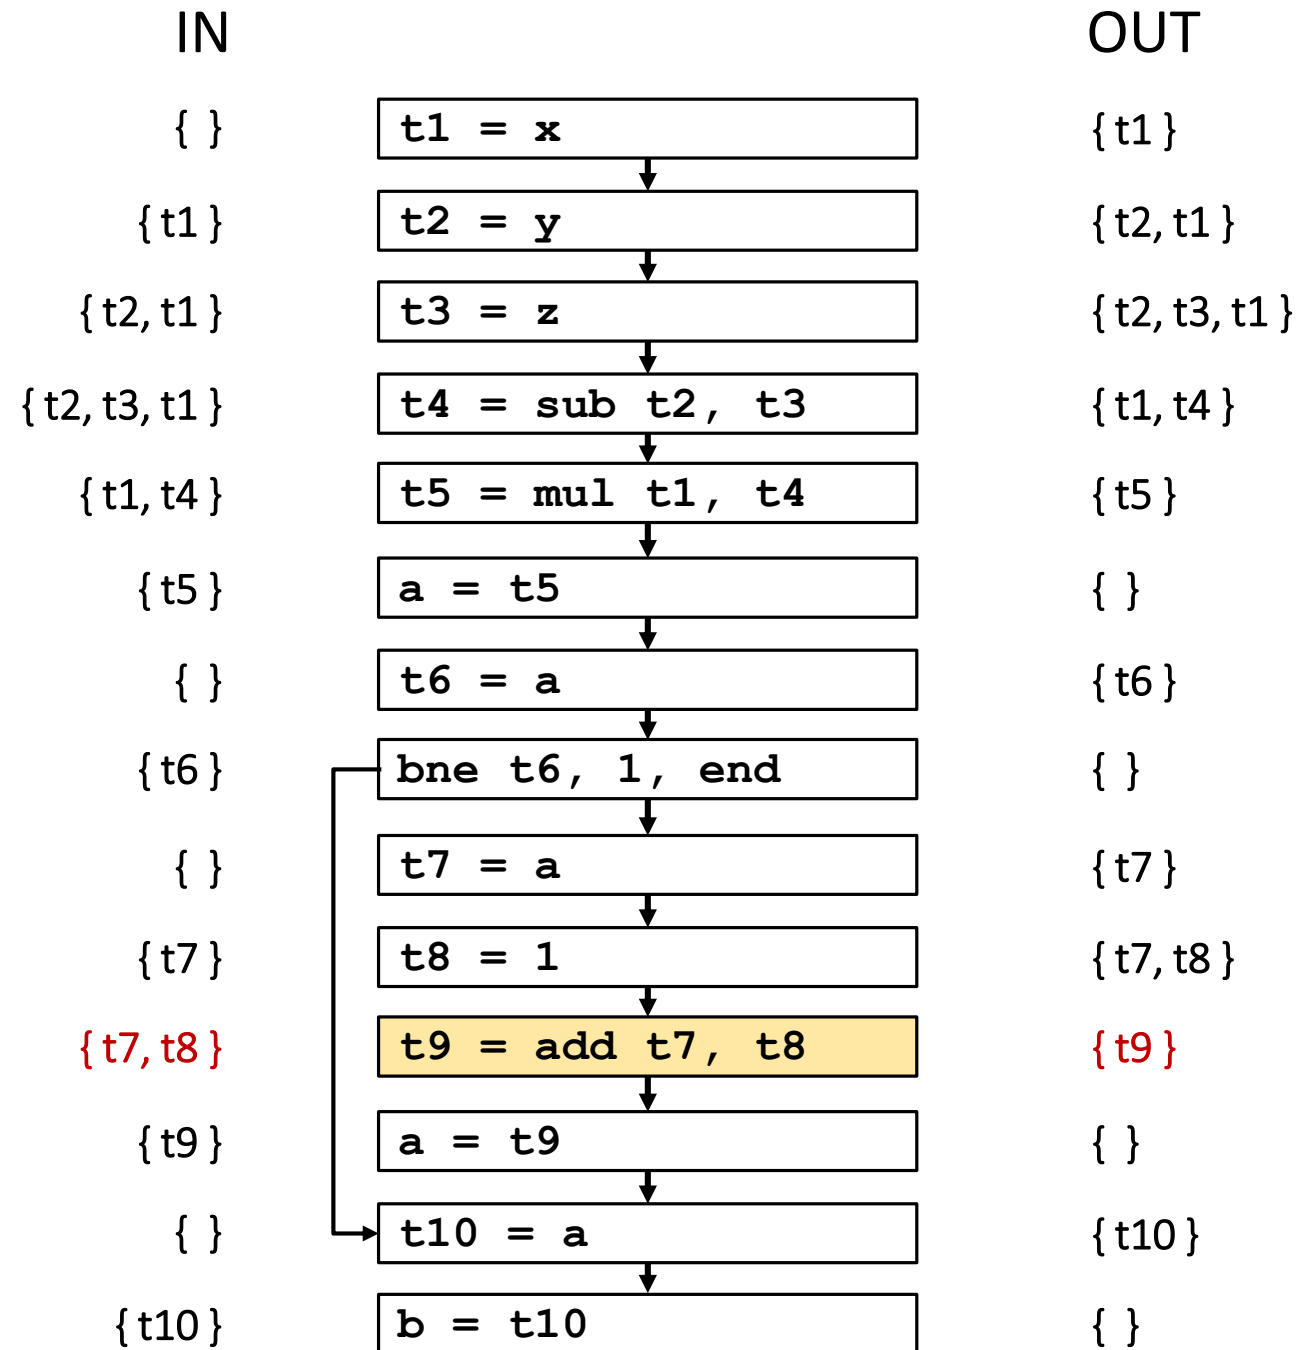 IN OUT
{ } t1 = x { t1 }
{ t1 } t2 = y { t2, t1 }
{ t2, t1 } t3 = z { t2, t3, t1 }
{ t2, t3, t1 } t4 = sub t2, t3 { t1, t4 }
{ t1, t4 } t5 = mul t1, t4 { t5 }
{ t5 } a = t5 { }
{ } t6 = a { t6 }
{ t6 } bne t6, 1, end { }
{ } t7 = a { t7 }
{ t7 } t8 = 1 { t7, t8 }
{ t7, t8 } t9 = add t7, t8 { t9 }
{ t9 } a = t9 { }
{ } t10 = a { t10 }
{ t10 } b = t10 { }